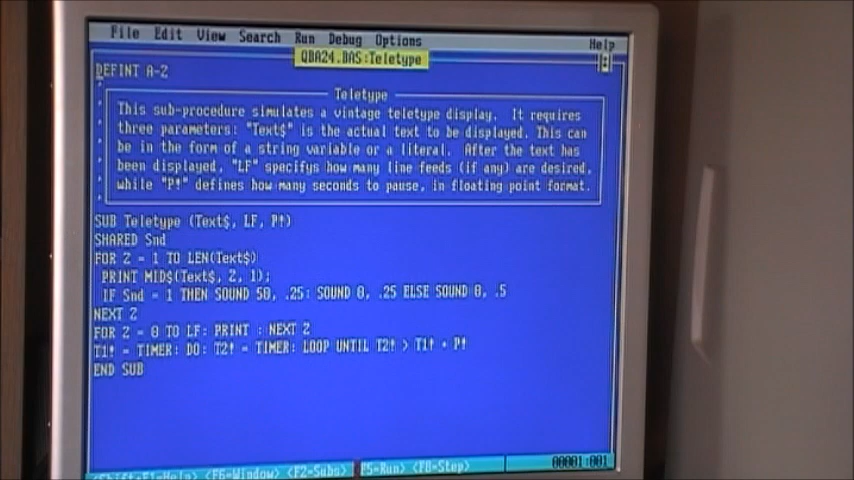 File Edit View Search Run Debug Options Help
QBA24.BAS:Teletype
DEFINT A-Z
'
' Teletype
' This sub-procedure simulates a vintage teletype display. It requires
' three parameters: "Text$" is the actual text to be displayed. This can
' be in the form of a string variable or a literal. After the text has
' been displayed, "LF" specifys how many line feeds (if any) are desired,
' while "P!" defines how many seconds to pause, in floating point format.
'
SUB Teletype (Text$, LF, P!)
SHARED Snd
FOR Z = 1 TO LEN(Text$)
PRINT MID$(Text$, Z, 1);
IF Snd = 1 THEN SOUND 50, .25: SOUND 0, .25 ELSE SOUND 0, .5
NEXT Z
FOR Z = 0 TO LF: PRINT : NEXT Z
T1! = TIMER: DO: T2! = TIMER: LOOP UNTIL T2! > T1! + P!
END SUB
<Shift+F1=Help> <F6=Window> <F2=Subs> <F5=Run> <F8=Step> 00001:001